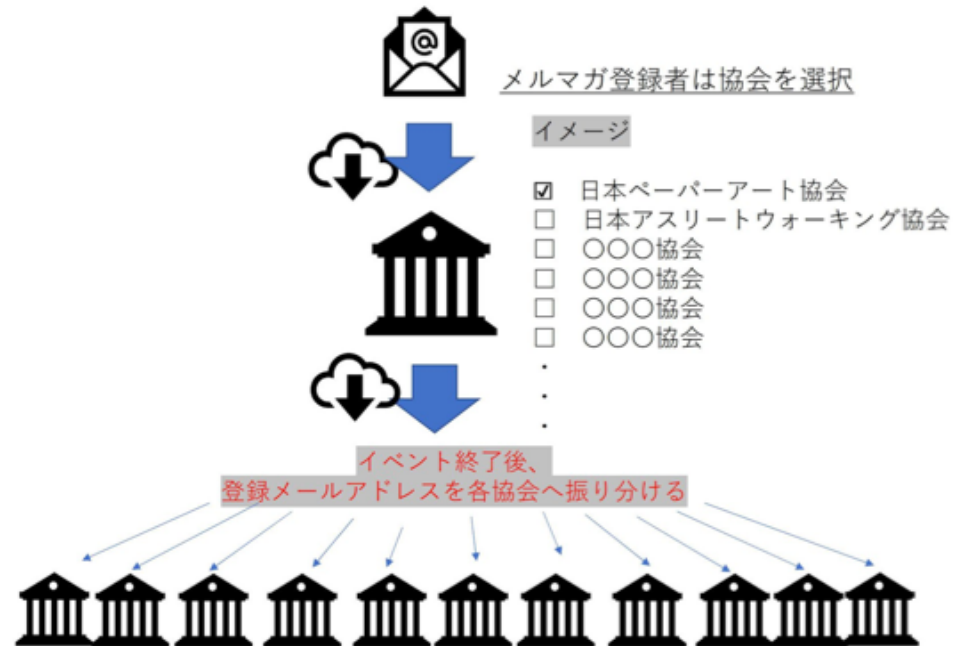 @
メルマガ登録者は協会を選択
イメージ
☑ 日本ペーパーアート協会
☐ 日本アスリートウォーキング協会
☐ 〇〇〇協会
☐ 〇〇〇協会
☐ 〇〇〇協会
☐ 〇〇〇協会
・
・
・
イベント終了後、
登録メールアドレスを各協会へ振り分ける